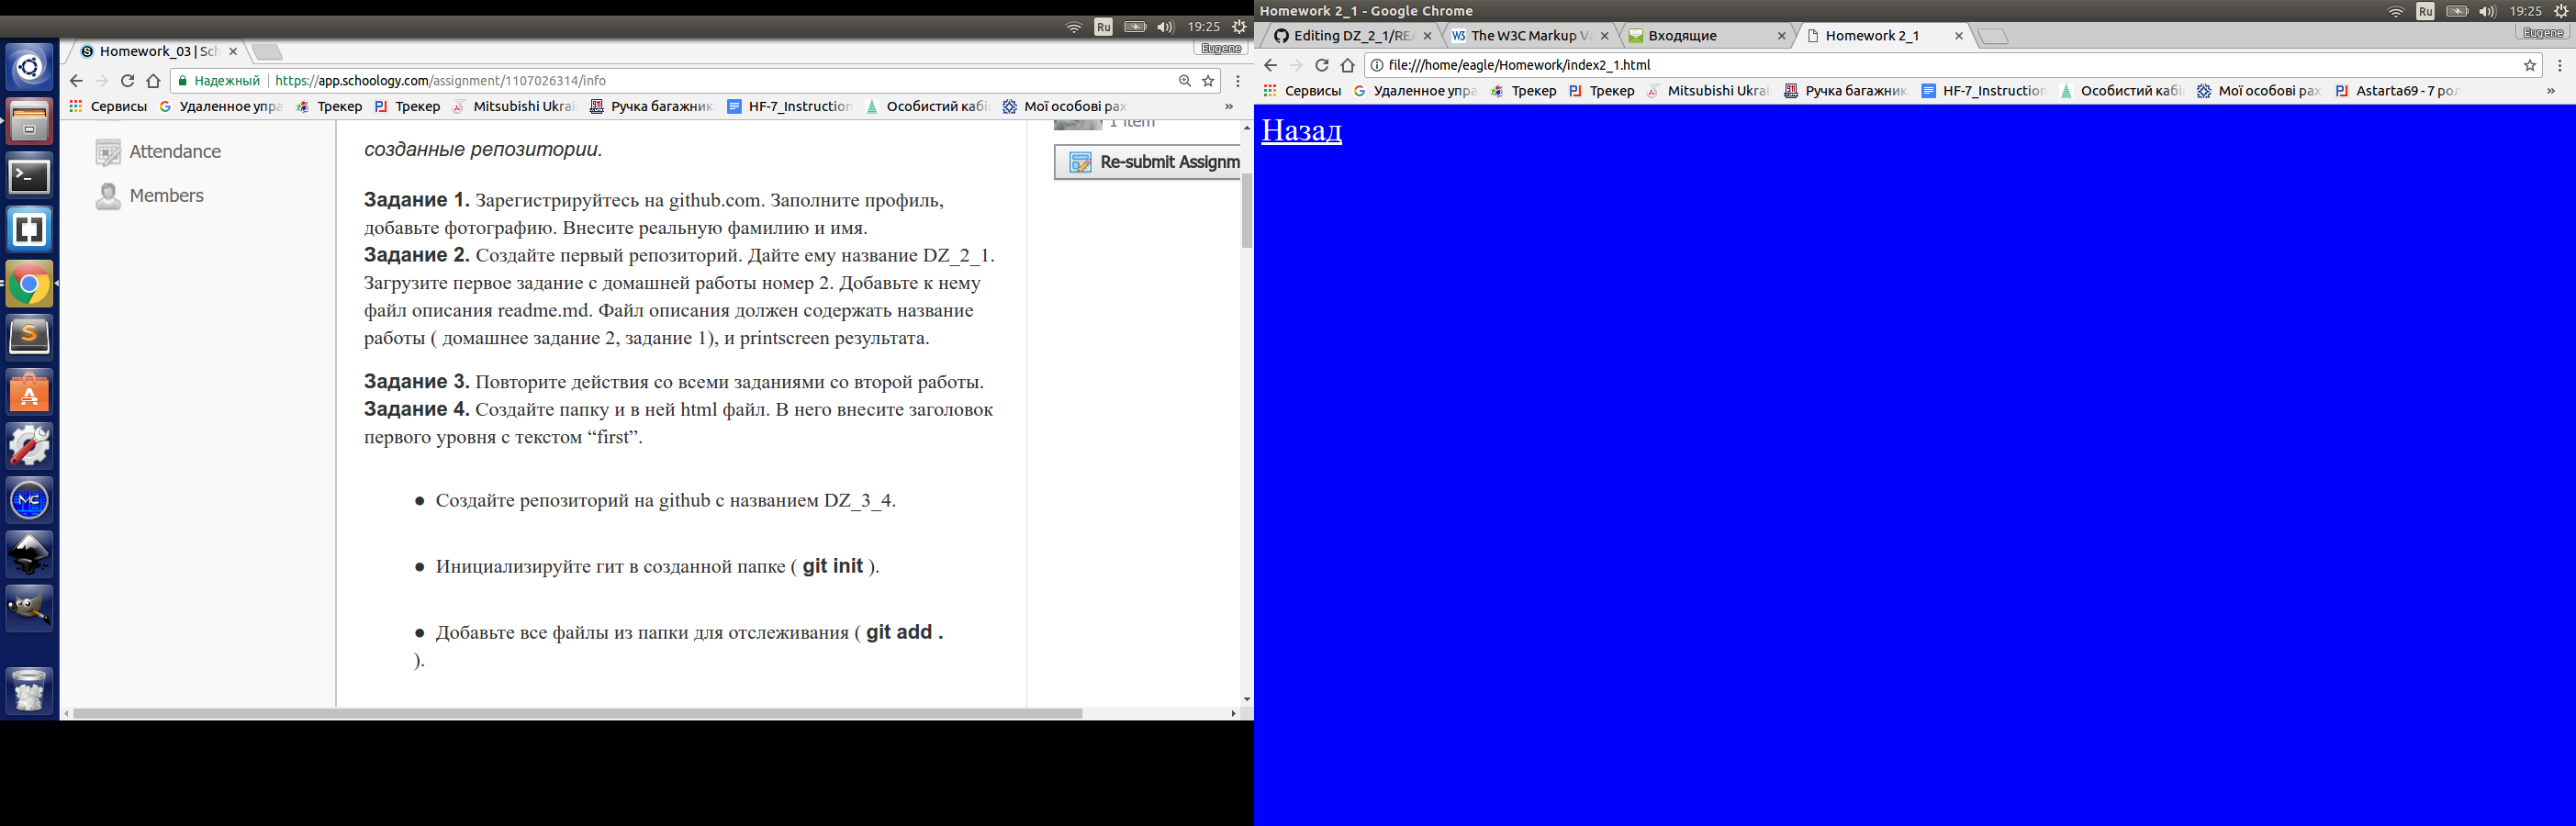 Ru
19:25
Homework_03 | Sch
Eugene
Надежный
https://app.schoology.com/assignment/1107026314/info
Сервисы
Удаленное упра
Трекер
Трекер
Mitsubishi Ukrai
Ручка багажник
HF-7_Instruction
Особистий кабі
Мої особові рах
»
Attendance
Members
созданные репозитории.
Задание 1. Зарегистрируйтесь на github.com. Заполните профиль,
добавьте фотографию. Внесите реальную фамилию и имя.
Задание 2. Создайте первый репозиторий. Дайте ему название DZ_2_1.
Загрузите первое задание с домашней работы номер 2. Добавьте к нему
файл описания readme.md. Файл описания должен содержать название
работы ( домашнее задание 2, задание 1), и printscreen результата.
Задание 3. Повторите действия со всеми заданиями со второй работы.
Задание 4. Создайте папку и в ней html файл. В него внесите заголовок
первого уровня с текстом “first”.
● Создайте репозиторий на github с названием DZ_3_4.
● Инициализируйте гит в созданной папке ( git init ).
● Добавьте все файлы из папки для отслеживания ( git add .
).
1 item
Re-submit Assignm
Homework 2_1 - Google Chrome
Ru
19:25
Editing DZ_2_1/REA
The W3C Markup Va
Входящие
Homework 2_1
Eugene
file:///home/eagle/Homework/index2_1.html
Сервисы
Удаленное упра
Трекер
Трекер
Mitsubishi Ukrai
Ручка багажник
HF-7_Instruction
Особистий кабі
Мої особові рах
Astarta69 - 7 рол
»
Назад